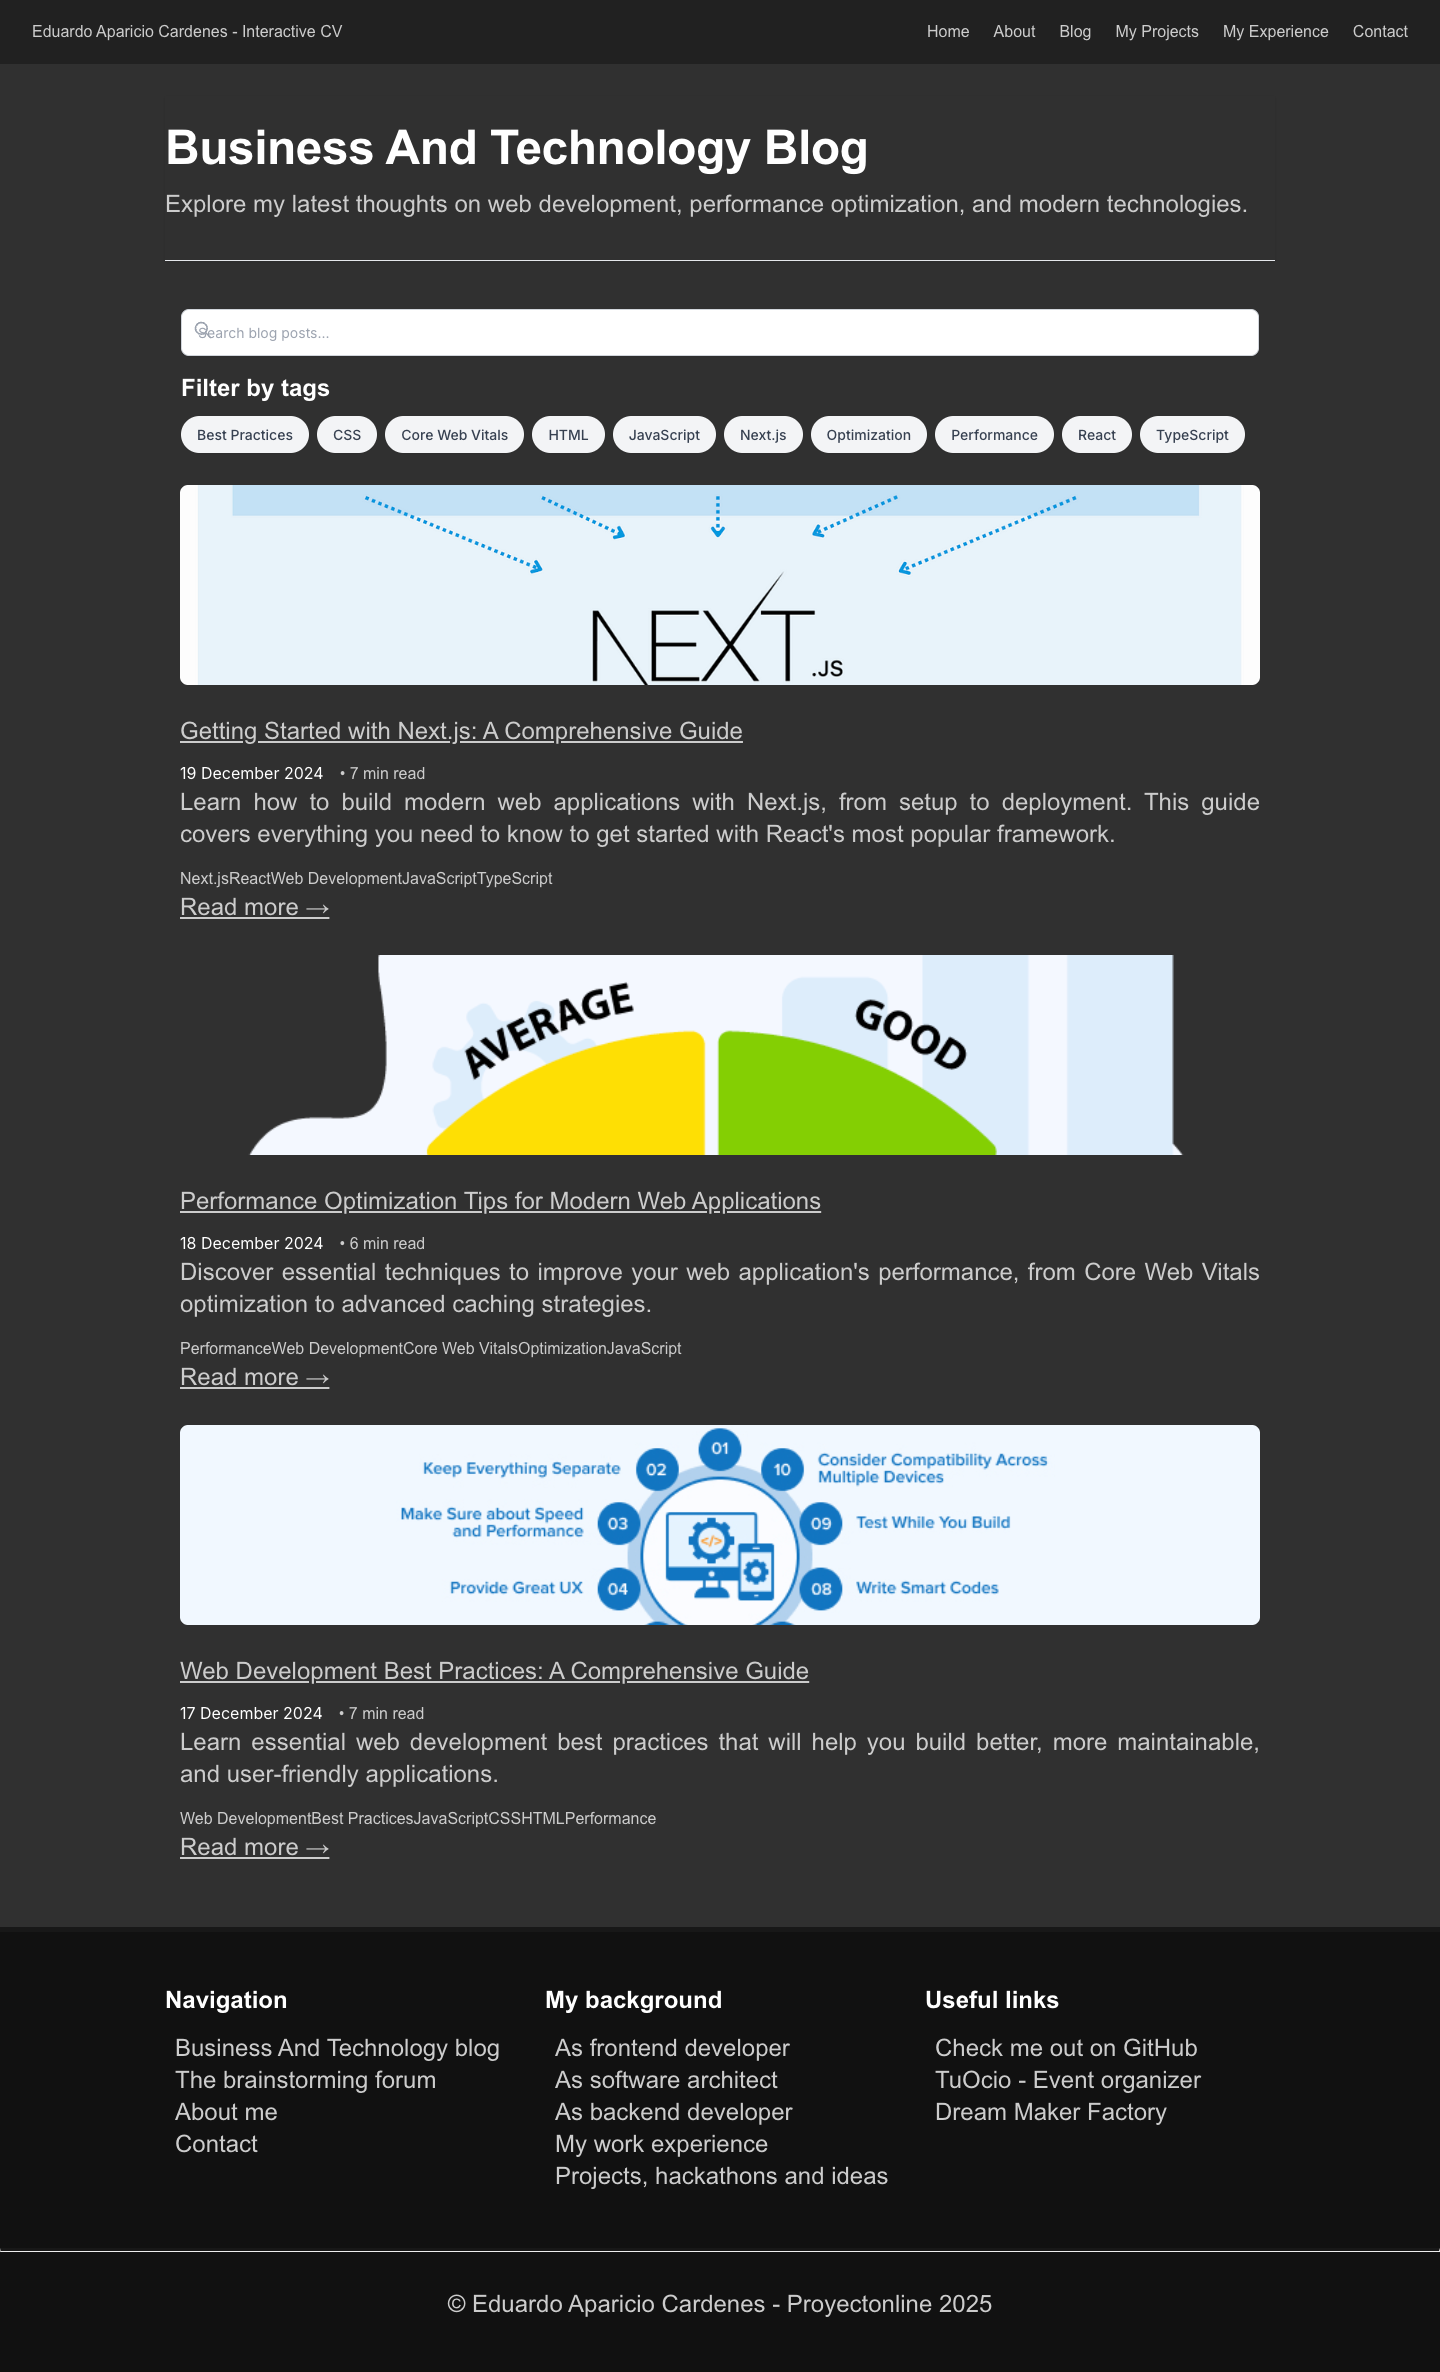 Eduardo Aparicio Cardenes - Interactive CV
Home About Blog My Projects My Experience Contact
Business And Technology Blog
Explore my latest thoughts on web development, performance optimization, and modern technologies.
Search blog posts...
Filter by tags
Best Practices CSS Core Web Vitals HTML JavaScript Next.js Optimization Performance React TypeScript
NEXT.JS
Getting Started with Next.js: A Comprehensive Guide
19 December 2024 • 7 min read
Learn how to build modern web applications with Next.js, from setup to deployment. This guide
covers everything you need to know to get started with React's most popular framework.
Next.jsReactWeb DevelopmentJavaScriptTypeScript
Read more →
AVERAGE GOOD
Performance Optimization Tips for Modern Web Applications
18 December 2024 • 6 min read
Discover essential techniques to improve your web application's performance, from Core Web Vitals
optimization to advanced caching strategies.
PerformanceWeb DevelopmentCore Web VitalsOptimizationJavaScript
Read more →
01
Keep Everything Separate 02
10 Consider Compatibility Across
Multiple Devices
Make Sure about Speed
and Performance 03
09 Test While You Build
</>
Provide Great UX 04
08 Write Smart Codes
Web Development Best Practices: A Comprehensive Guide
17 December 2024 • 7 min read
Learn essential web development best practices that will help you build better, more maintainable,
and user-friendly applications.
Web DevelopmentBest PracticesJavaScriptCSSHTMLPerformance
Read more →
Navigation
Business And Technology blog
The brainstorming forum
About me
Contact
My background
As frontend developer
As software architect
As backend developer
My work experience
Projects, hackathons and ideas
Useful links
Check me out on GitHub
TuOcio - Event organizer
Dream Maker Factory
© Eduardo Aparicio Cardenes - Proyectonline 2025